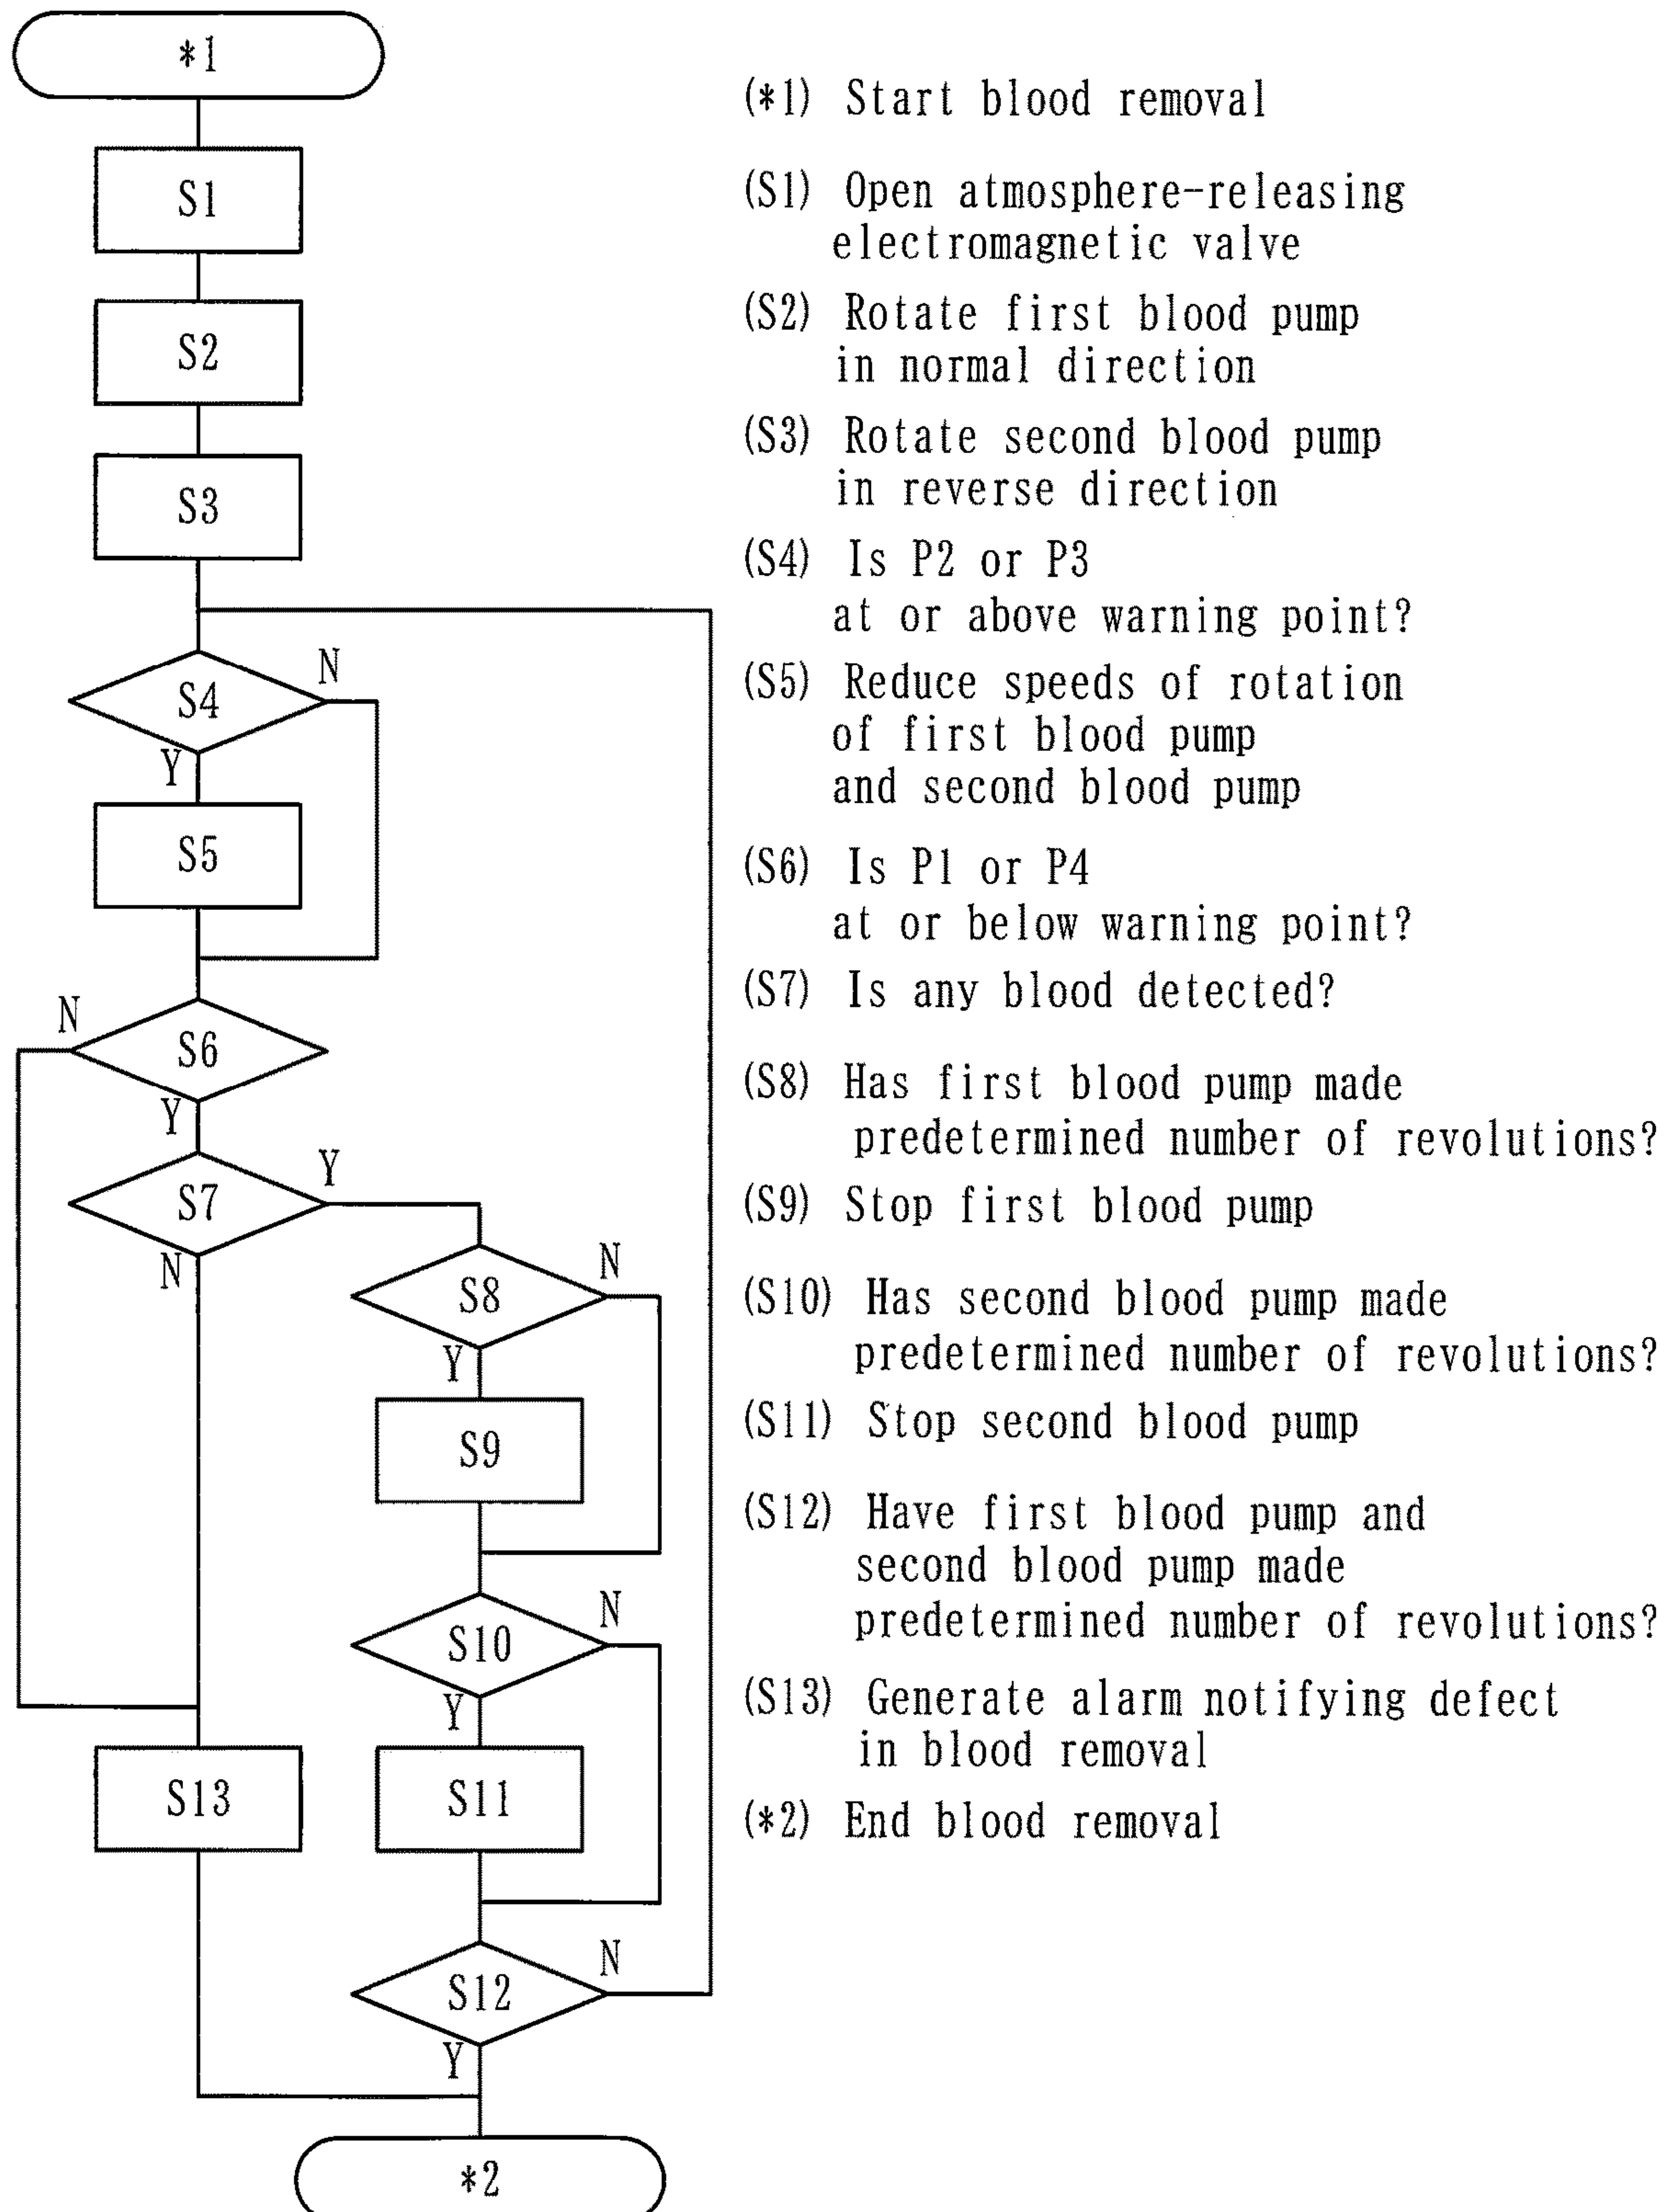 *1
S1
S2
S3
N
S4
Y
S5
N
S6
Y
Y
S7
N
N
S8
Y
S9
N
S10
Y
S13
S11
N
S12
Y
*2
(*1) Start blood removal
(S1) Open atmosphere-releasing
electromagnetic valve
(S2) Rotate first blood pump
in normal direction
(S3) Rotate second blood pump
in reverse direction
(S4) Is P2 or P3
at or above warning point?
(S5) Reduce speeds of rotation
of first blood pump
and second blood pump
(S6) Is P1 or P4
at or below warning point?
(S7) Is any blood detected?
(S8) Has first blood pump made
predetermined number of revolutions?
(S9) Stop first blood pump
(S10) Has second blood pump made
predetermined number of revolutions?
(S11) Stop second blood pump
(S12) Have first blood pump and
second blood pump made
predetermined number of revolutions?
(S13) Generate alarm notifying defect
in blood removal
(*2) End blood removal